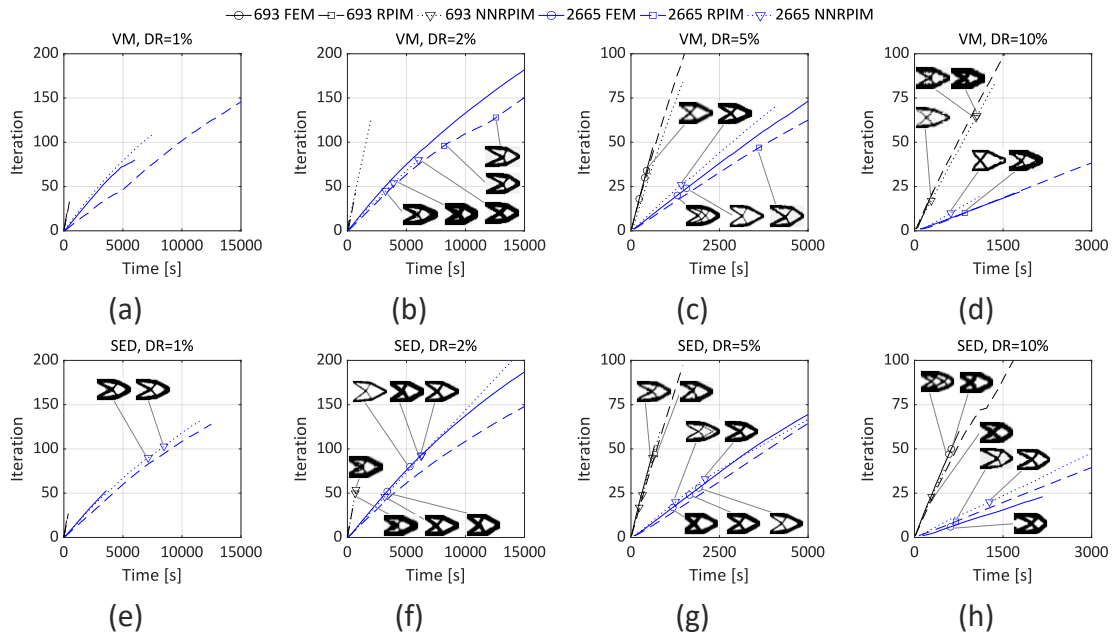 693 FEM 693 RPIM 693 NNRPIM 2665 FEM 2665 RPIM 2665 NNRPIM
VM, DR=1% VM, DR=2% VM, DR=5% VM, DR=10%
200 200 100 100
150 150 75 75
100 100 50 50
50 50 25 25
0 0 0 0
Iteration Iteration Iteration Iteration
0 5000 10000 15000 0 5000 10000 15000 0 2500 5000 0 1500 3000
Time [s] Time [s] Time [s] Time [s]
(a) (b) (c) (d)
SED, DR=1% SED, DR=2% SED, DR=5% SED, DR=10%
200 200 100 100
150 150 75 75
100 100 50 50
50 50 25 25
0 0 0 0
Iteration Iteration Iteration Iteration
0 5000 10000 15000 0 5000 10000 15000 0 2500 5000 0 1500 3000
Time [s] Time [s] Time [s] Time [s]
(e) (f) (g) (h)